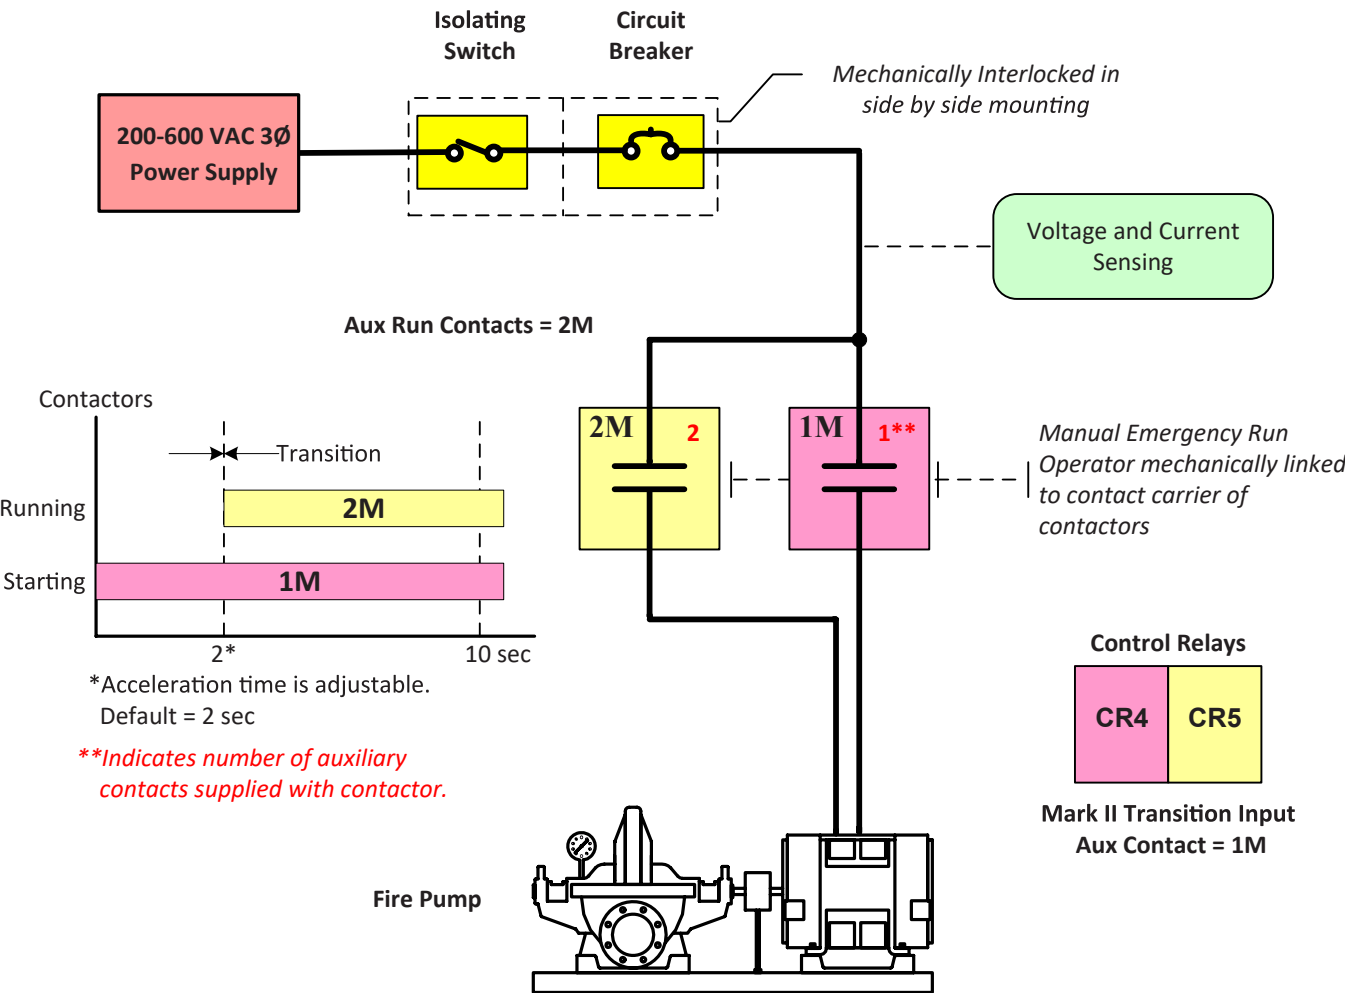 Isolating
Switch
Circuit
Breaker
Mechanically Interlocked in
side by side mounting
200-600 VAC 3Ø
Power Supply
Voltage and Current
Sensing
Aux Run Contacts = 2M
Contactors
Transition
Running
2M
Starting
1M
2*
10 sec
*Acceleration time is adjustable.
Default = 2 sec
**Indicates number of auxiliary
contacts supplied with contactor.
2M
2
1M
1**
Manual Emergency Run
Operator mechanically linked
to contact carrier of
contactors
Control Relays
CR4
CR5
Mark II Transition Input
Aux Contact = 1M
Fire Pump